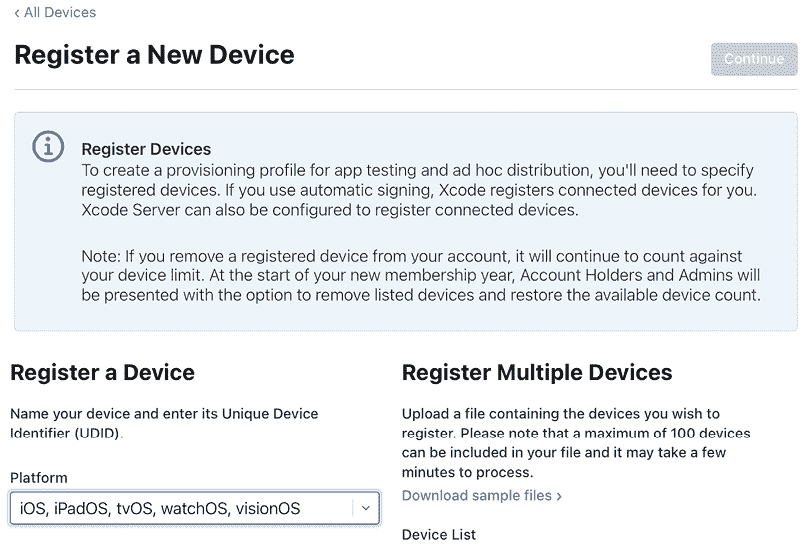 ‹ All Devices
Register a New Device
Continue
Register Devices
To create a provisioning profile for app testing and ad hoc distribution, you'll need to specify
registered devices. If you use automatic signing, Xcode registers connected devices for you.
Xcode Server can also be configured to register connected devices.
Note: If you remove a registered device from your account, it will continue to count against
your device limit. At the start of your new membership year, Account Holders and Admins will
be presented with the option to remove listed devices and restore the available device count.
Register a Device
Name your device and enter its Unique Device
Identifier (UDID).
Platform
iOS, iPadOS, tvOS, watchOS, visionOS
Register Multiple Devices
Upload a file containing the devices you wish to
register. Please note that a maximum of 100 devices
can be included in your file and it may take a few
minutes to process.
Download sample files ›
Device List